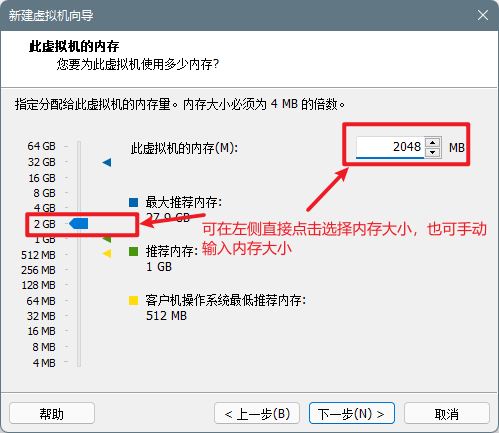 新建虚拟机向导
此虚拟机的内存
您要为此虚拟机使用多少内存?
指定分配给此虚拟机的内存量。内存大小必须为 4 MB 的倍数。
64 GB
32 GB
16 GB
8 GB
4 GB
2 GB
1 GB
512 MB
256 MB
128 MB
64 MB
32 MB
16 MB
8 MB
4 MB
此虚拟机的内存(M):
2048
MB
最大推荐内存:
27.9 GB
可在左侧直接点击选择内存大小，也可手动
输入内存大小
推荐内存:
1 GB
客户机操作系统最低推荐内存:
512 MB
帮助
< 上一步(B)
下一步(N) >
取消